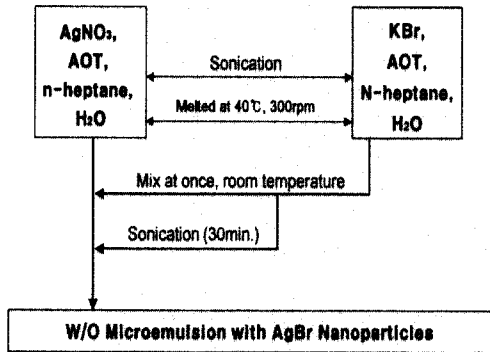 AgNO₃,
AOT,
n-heptane,
H₂O
KBr,
AOT,
N-heptane,
H₂O
Sonication
Melted at 40℃, 300rpm
Mix at once, room temperature
Sonication (30min.)
W/O Microemulsion with AgBr Nanoparticles